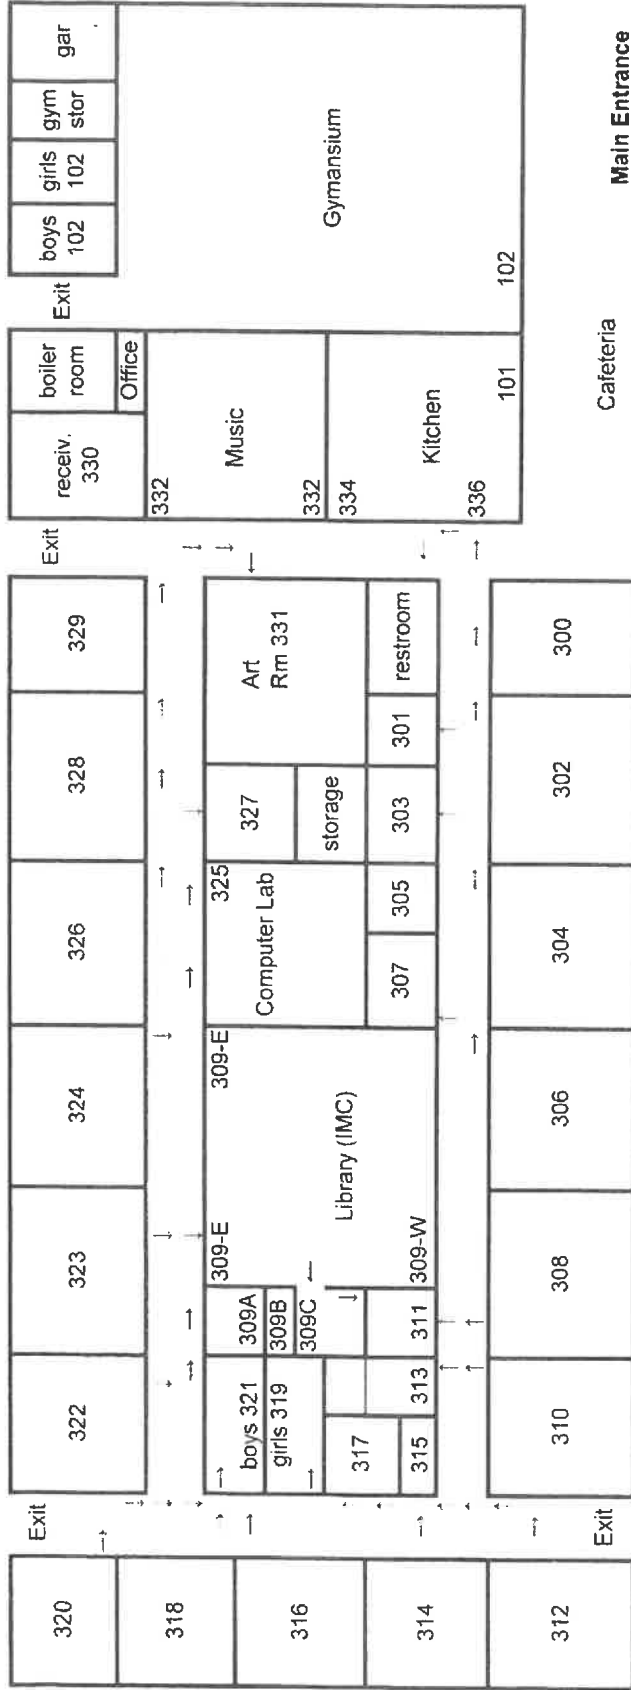 320
318
316
314
312
Exit
Exit
322
323
324
326
328
329
Exit
boys 321
girls 319
317
315
313
311
309A
309B
309C
309-E
309-E
309-W
Library (IMC)
325
Computer Lab
307
305
327
storage
303
301
Art
Rm 331
restroom
310
308
306
304
302
300
receiv.
330
boiler
room
Office
332
Music
332
334
Kitchen
336
101
Exit
boys
102
girls
102
gym
stor
gar
Gymansium
102
Cafeteria
Main Entrance